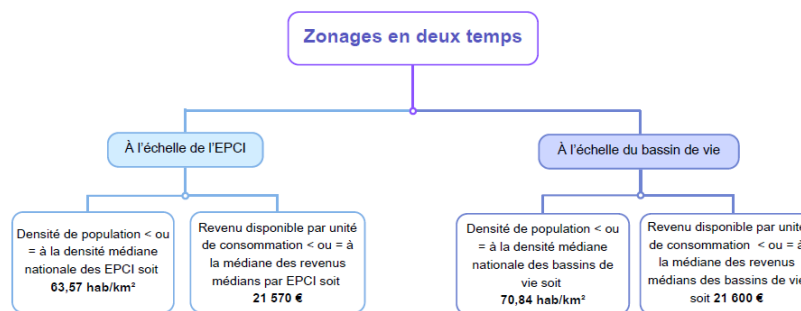 Zonages en deux temps
À l'échelle de l'EPCI
À l'échelle du bassin de vie
Densité de population < ou
= à la densité médiane
nationale des EPCI soit
63,57 hab/km²
Revenu disponible par unité
de consommation < ou = à
la médiane des revenus
médians par EPCI soit
21 570 €
Densité de population < ou
= à la densité médiane
nationale des bassins de
vie soit
70,84 hab/km²
Revenu disponible par unité
de consommation < ou = à
la médiane des revenus
médians des bassins de vie
soit 21 600 €